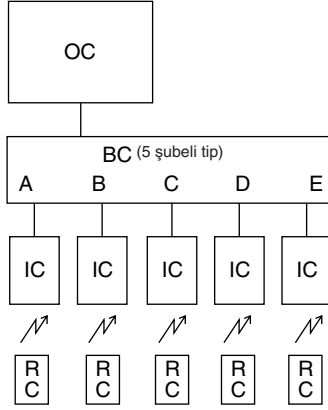 OC
BC (5 şubeli tip)
A B C D E
IC IC IC IC IC
R R R R R
C C C C C